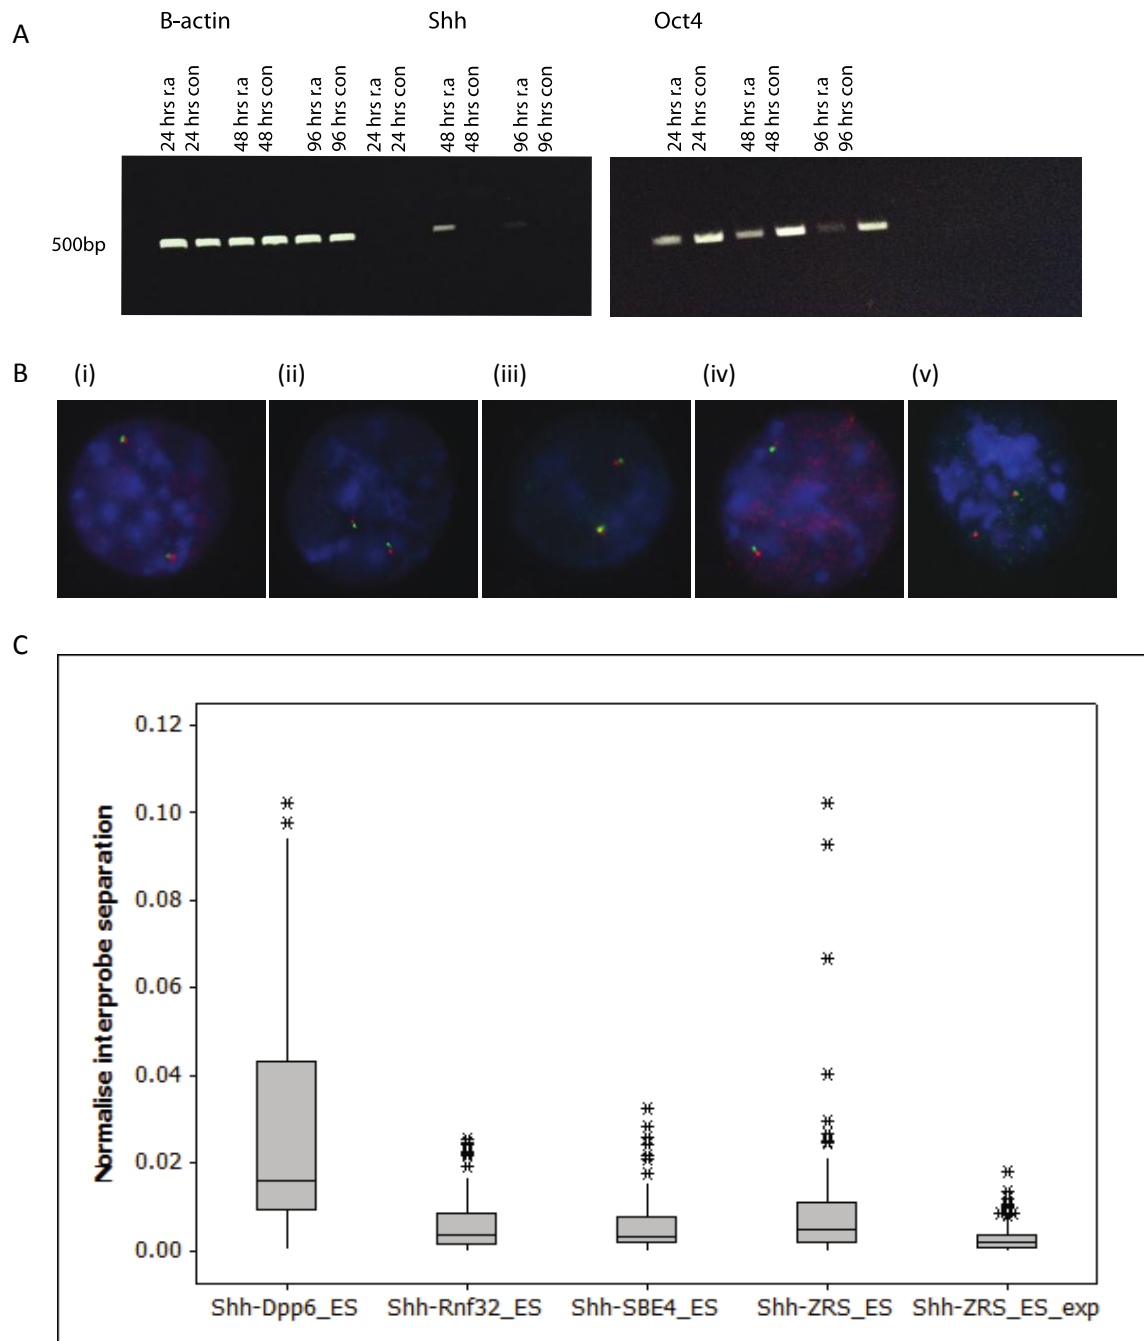 A
B-actin
Shh
Oct4
24 hrs r.a
24 hrs con
48 hrs r.a
48 hrs con
96 hrs r.a
96 hrs con
24 hrs r.a
24 hrs con
48 hrs r.a
48 hrs con
96 hrs r.a
96 hrs con
24 hrs r.a
24 hrs con
48 hrs r.a
48 hrs con
96 hrs r.a
96 hrs con
500bp
B
(i)
(ii)
(iii)
(iv)
(v)
C
Normalise interprobe separation
0.12
0.10
0.08
0.06
0.04
0.02
0.00
Shh-Dpp6_ES
Shh-Rnf32_ES
Shh-SBE4_ES
Shh-ZRS_ES
Shh-ZRS_ES_exp